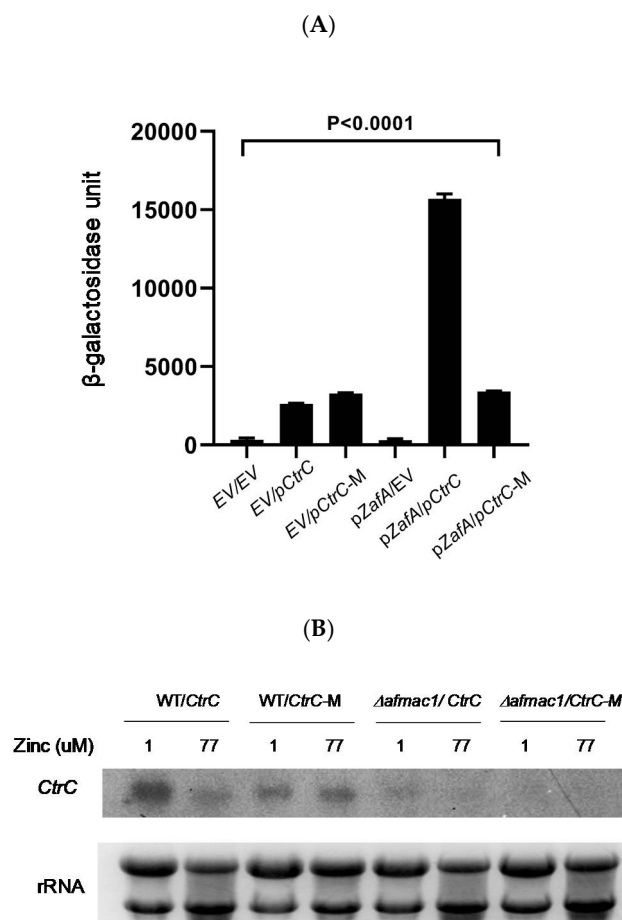 (A)
P<0.0001
20000
15000
10000
5000
0
β-galactosidase unit
EV/EV
EV/pCtrC
EV/pCtrC-M
pZafA/EV
pZafA/pCtrC
pZafA/pCtrC-M
(B)
WT/CtrC WT/CtrC-M Δafmac1/ CtrC Δafmac1/CtrC-M
Zinc (uM) 1 77 1 77 1 77 1 77
CtrC
rRNA